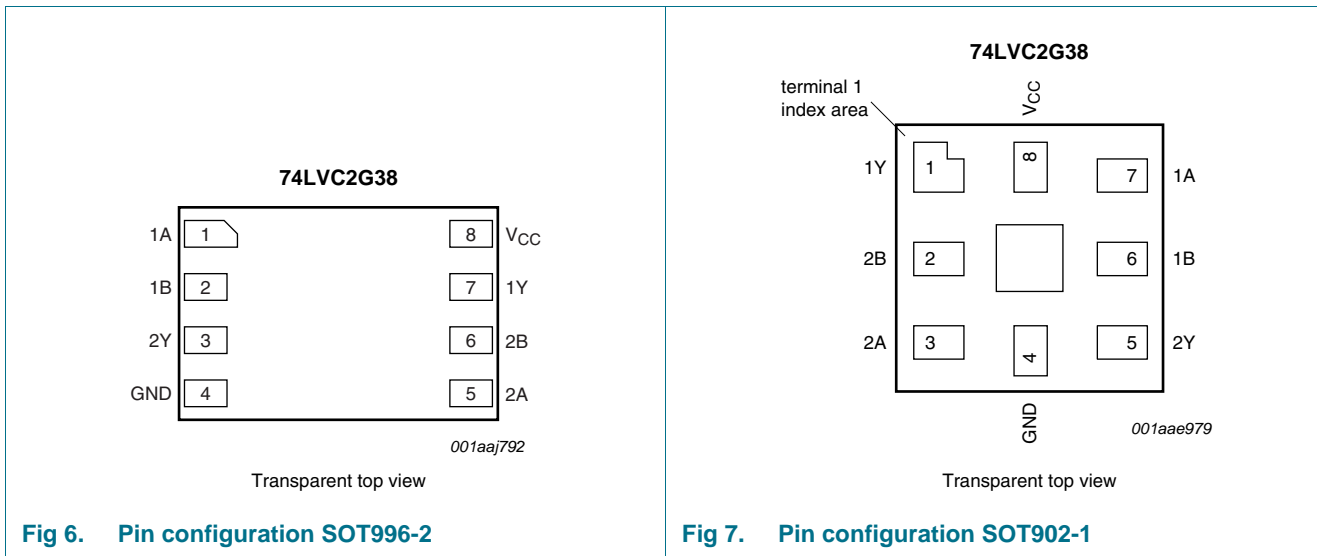 74LVC2G38
1A 1 8 VCC
1B 2 7 1Y
2Y 3 6 2B
GND 4 5 2A
001aaj792
Transparent top view
Fig 6. Pin configuration SOT996-2
74LVC2G38
terminal 1
index area
VCC
1Y 1 8 7 1A
2B 2 6 1B
2A 3 4 5 2Y
GND
001aae979
Transparent top view
Fig 7. Pin configuration SOT902-1